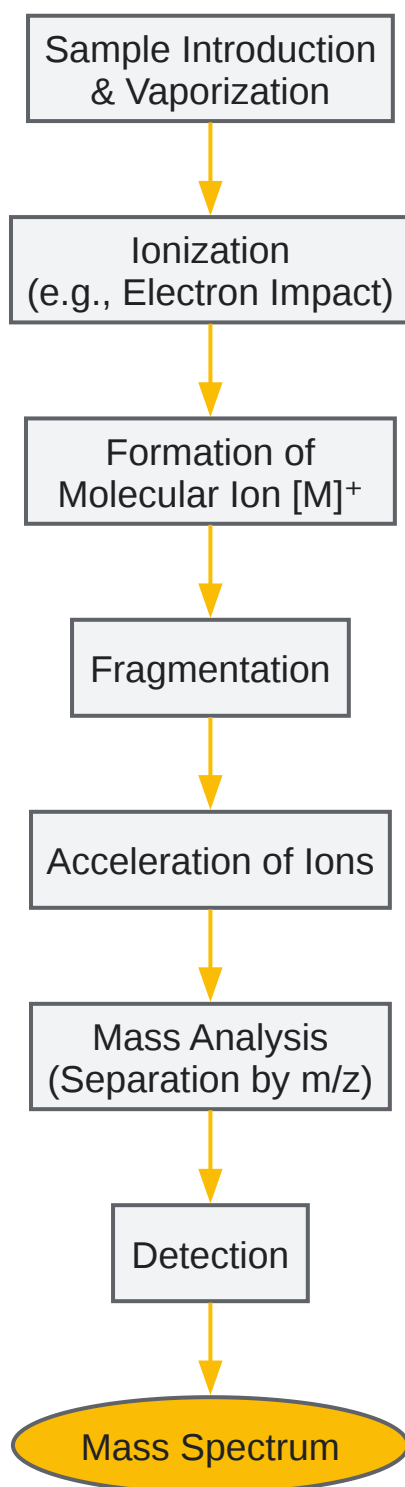 Sample Introduction
& Vaporization
Ionization
(e.g., Electron Impact)
Formation of
Molecular Ion [M]⁺
Fragmentation
Acceleration of Ions
Mass Analysis
(Separation by m/z)
Detection
Mass Spectrum